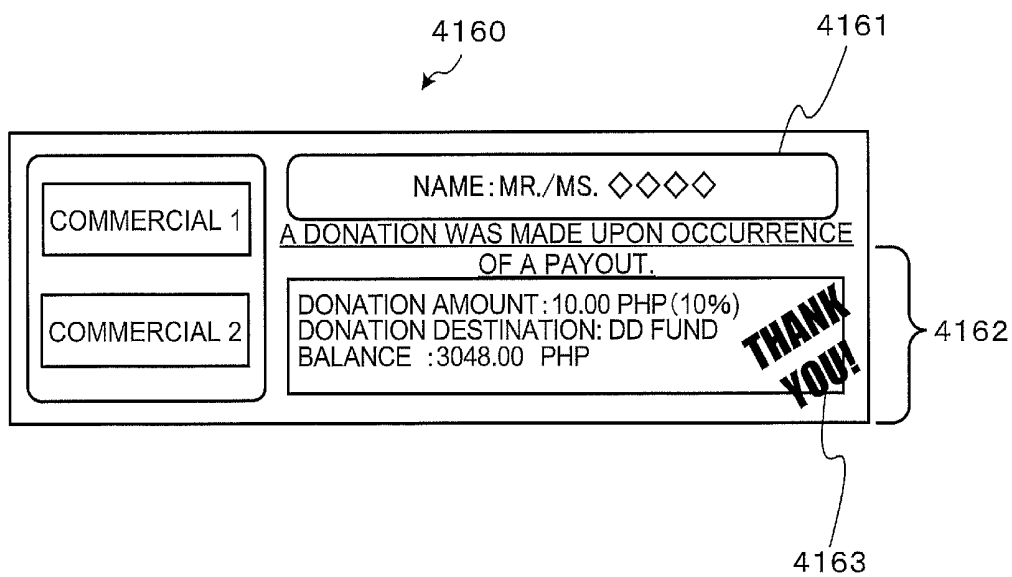 4160
4161
NAME:MR./MS. ◇◇◇◇
COMMERCIAL 1
A DONATION WAS MADE UPON OCCURRENCE
OF A PAYOUT.
DONATION AMOUNT:10.00 PHP(10%)
DONATION DESTINATION: DD FUND
BALANCE :3048.00 PHP
COMMERCIAL 2
THANK
YOU!
4162
4163